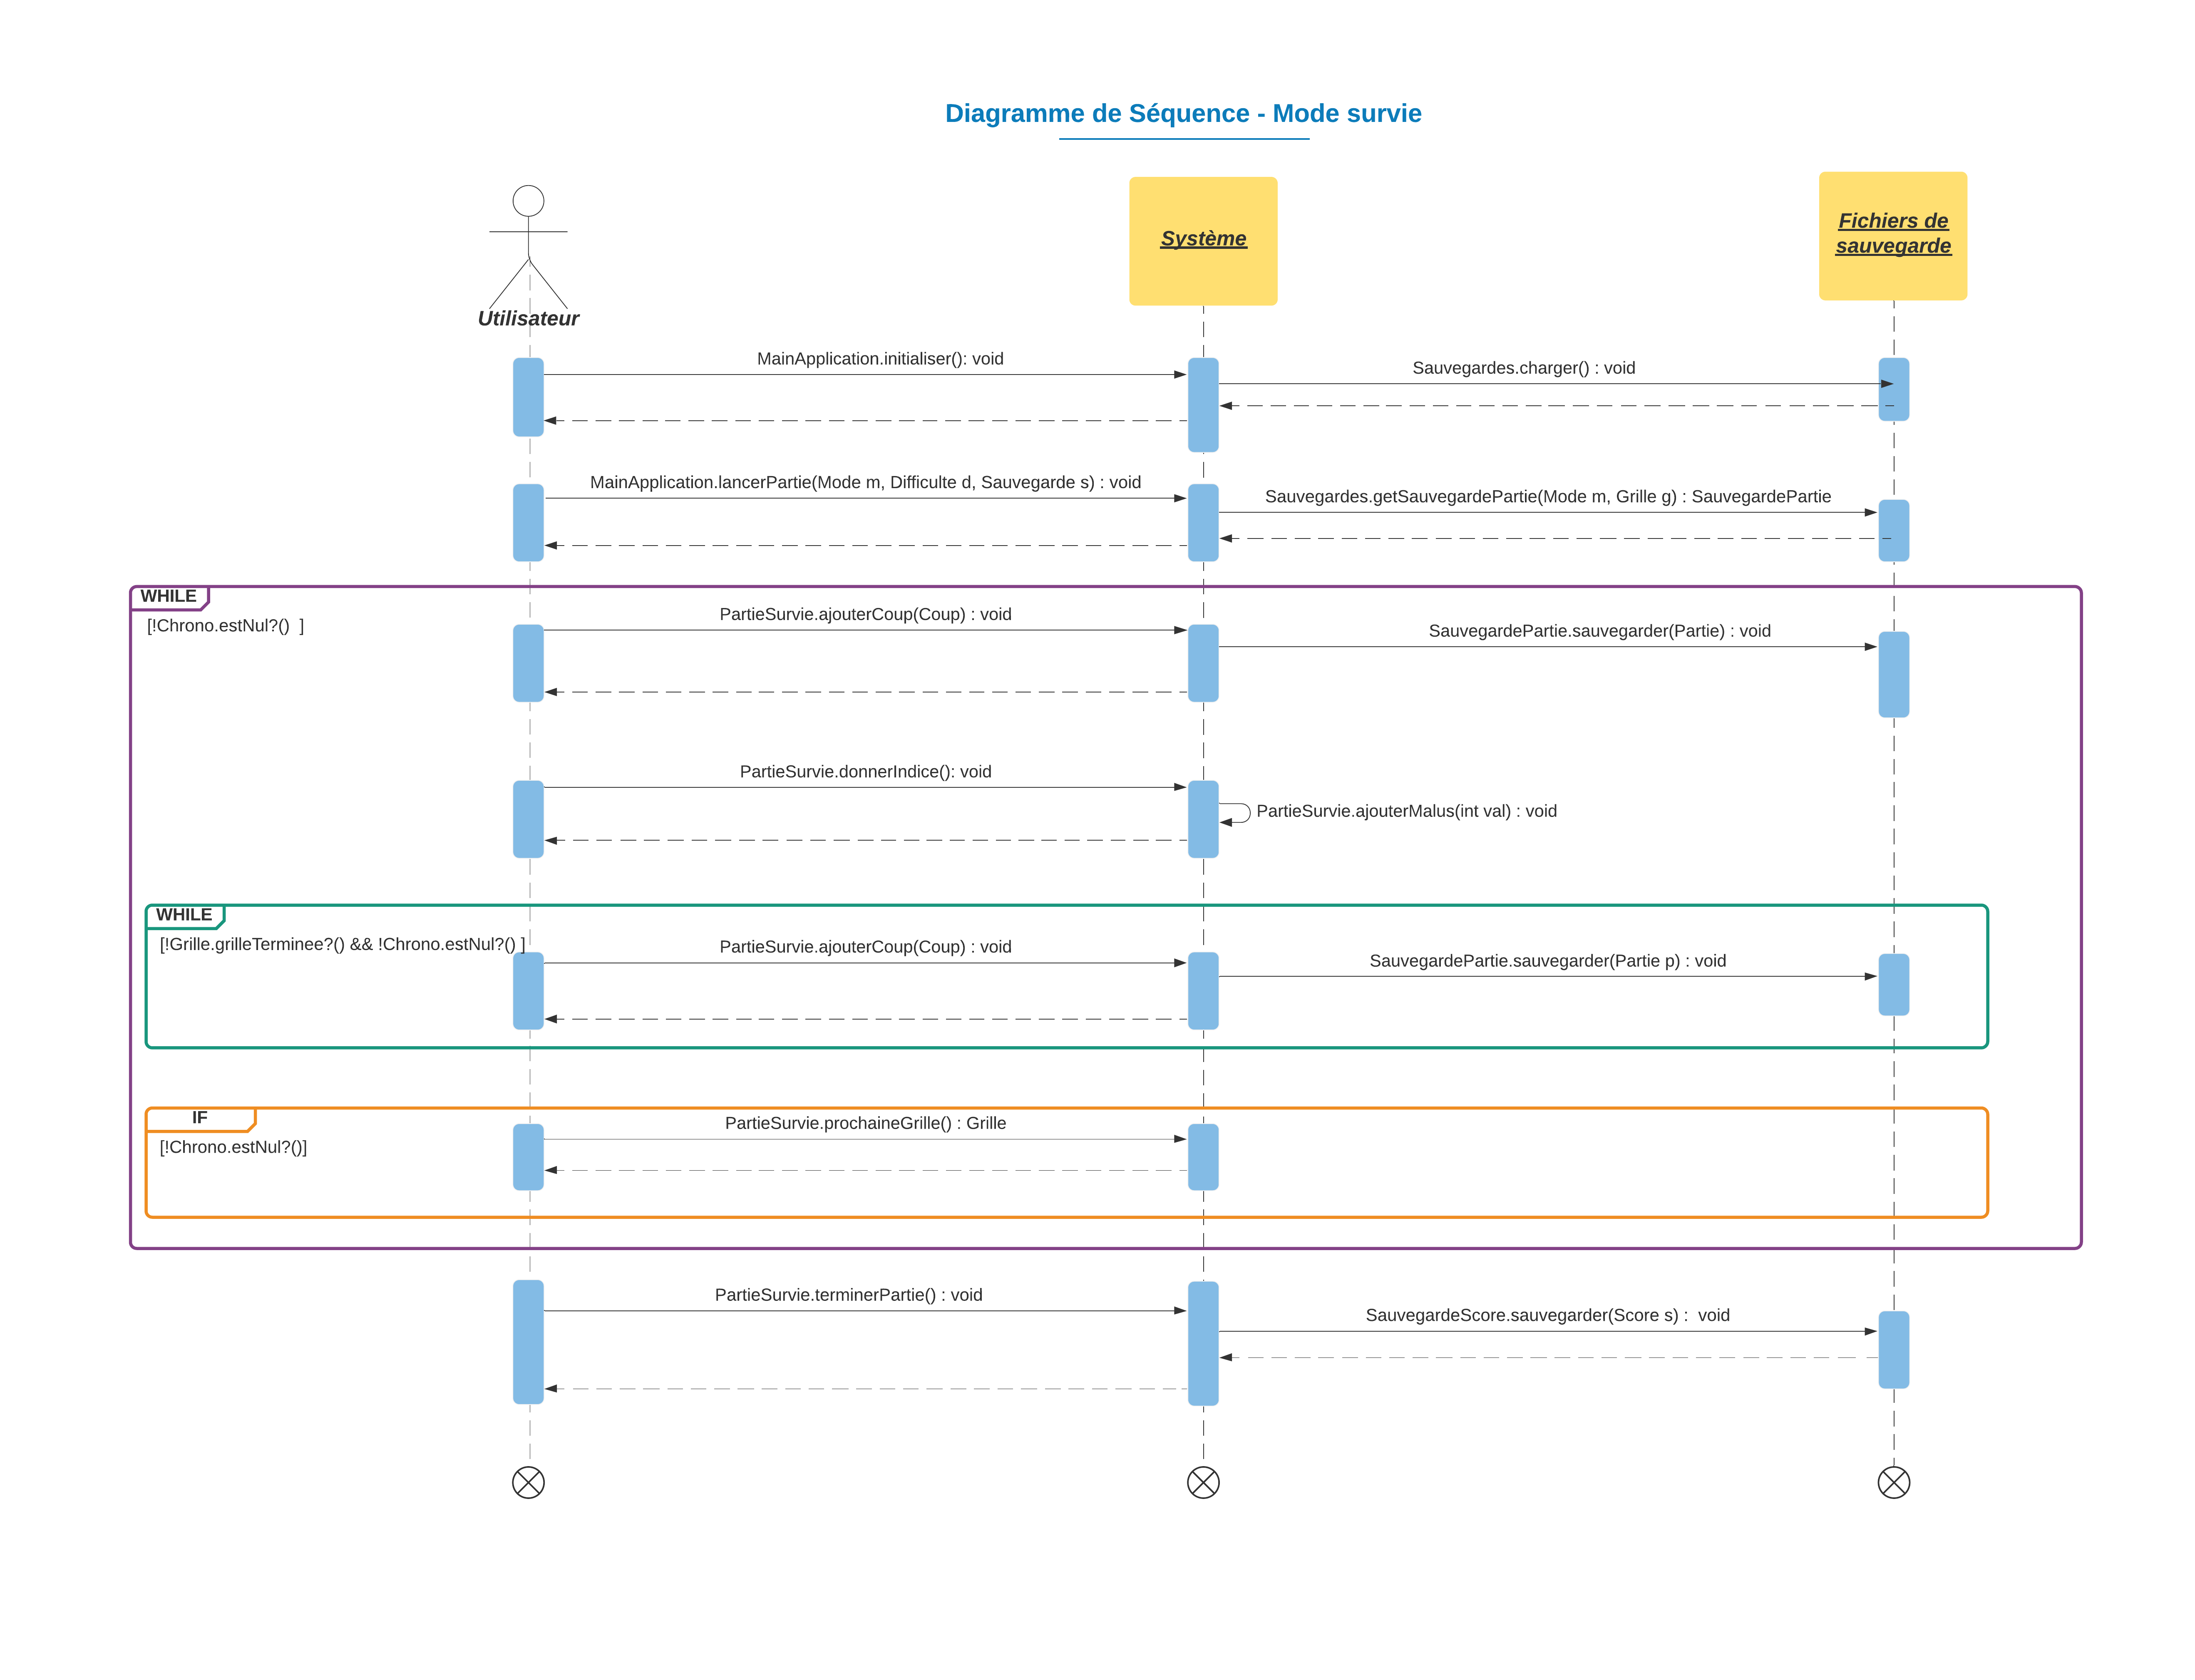 Diagramme de Séquence - Mode survie
Utilisateur
Système
Fichiers de
sauvegarde
MainApplication.initialiser(): void
Sauvegardes.charger() : void
MainApplication.lancerPartie(Mode m, Difficulte d, Sauvegarde s) : void
Sauvegardes.getSauvegardePartie(Mode m, Grille g) : SauvegardePartie
WHILE
[!Chrono.estNul?()  ]
PartieSurvie.ajouterCoup(Coup) : void
SauvegardePartie.sauvegarder(Partie) : void
PartieSurvie.donnerIndice(): void
PartieSurvie.ajouterMalus(int val) : void
WHILE
[!Grille.grilleTerminee?() && !Chrono.estNul?() ]
PartieSurvie.ajouterCoup(Coup) : void
SauvegardePartie.sauvegarder(Partie p) : void
IF
[!Chrono.estNul?()]
PartieSurvie.prochaineGrille() : Grille
PartieSurvie.terminerPartie() : void
SauvegardeScore.sauvegarder(Score s) :  void